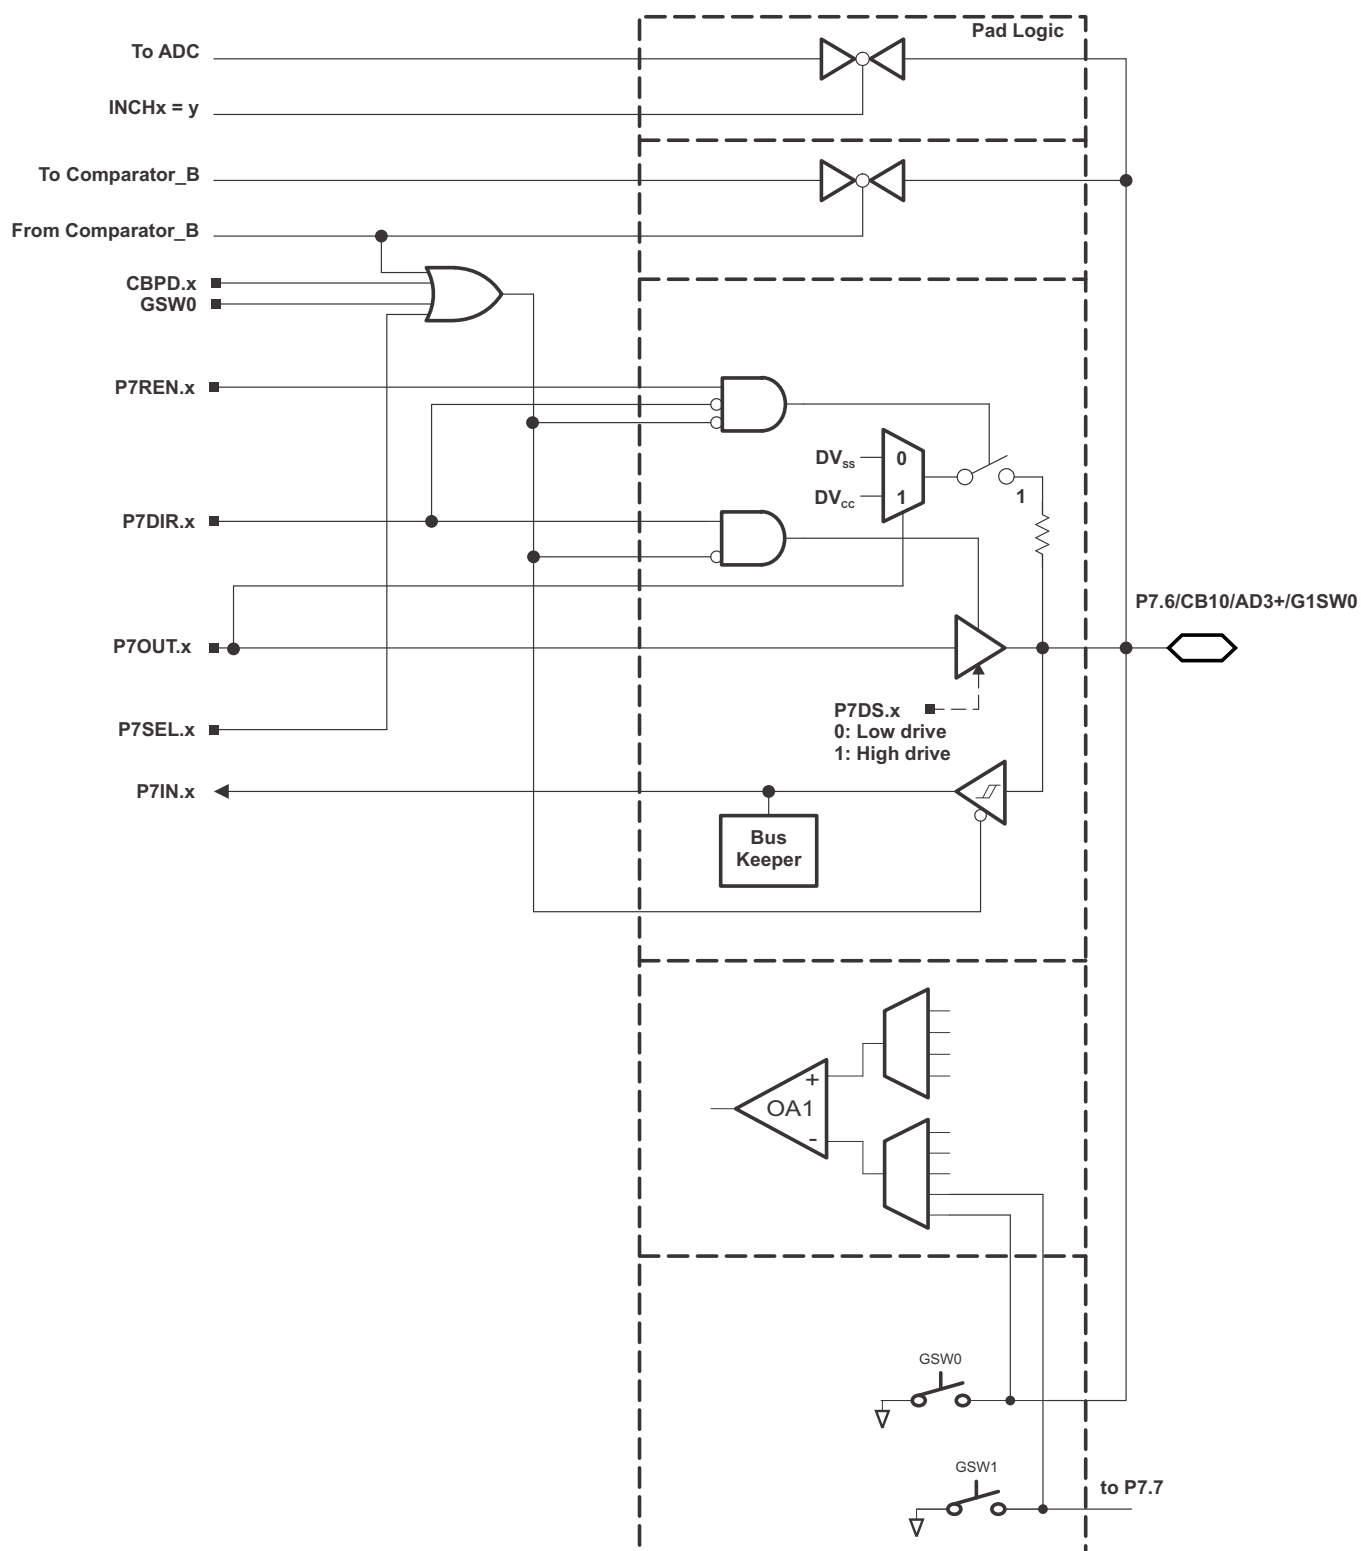 Pad Logic
To ADC
INCHx = y
To Comparator_B
From Comparator_B
CBPD.x
GSW0
P7REN.x
DVSS
0
DVCC
1
1
P7DIR.x
P7.6/CB10/AD3+/G1SW0
P7OUT.x
P7DS.x
0: Low drive
1: High drive
P7SEL.x
P7IN.x
Bus
Keeper
+
OA1
-
GSW0
GSW1
to P7.7